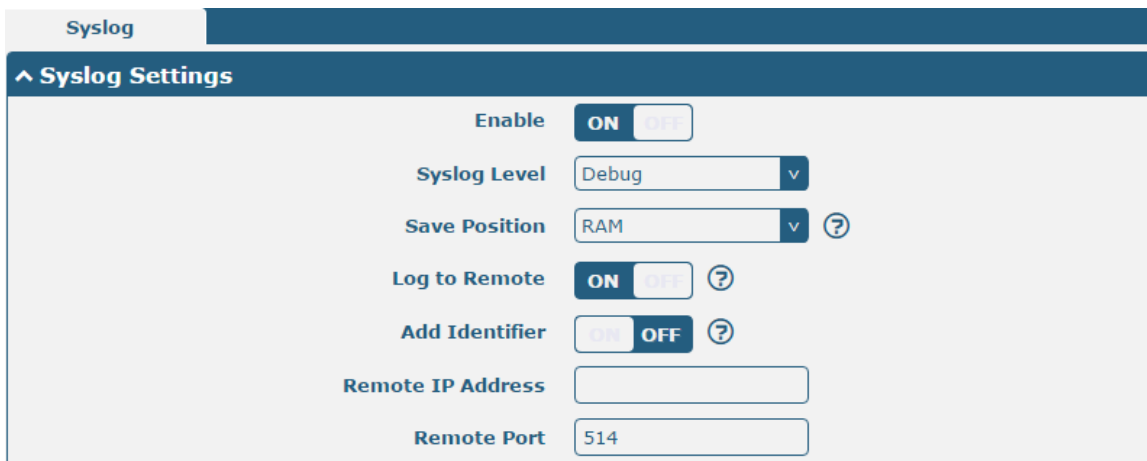 Syslog
^ Syslog Settings
Enable ON OFF
Syslog Level Debug v
Save Position RAM v ?
Log to Remote ON OFF ?
Add Identifier ON OFF ?
Remote IP Address
Remote Port 514